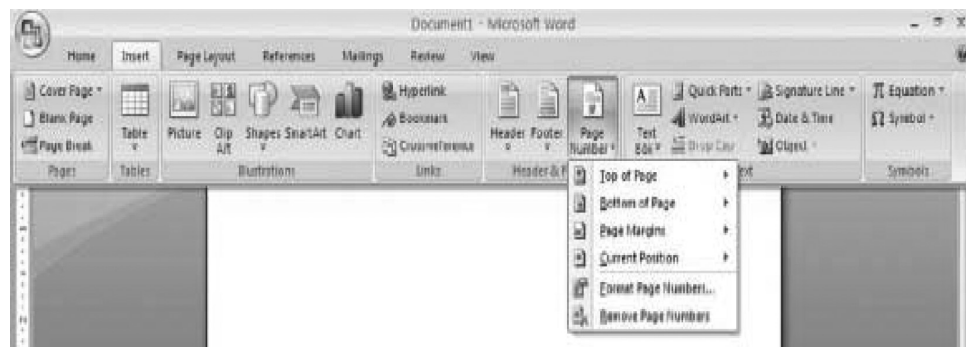 Document1 - Microsoft Word
Home Insert Page Layout References Mailings Review View
Cover Page
Blank Page
Page Break
Pages
Table
Tables
Picture
Clip Art
Shapes
SmartArt
Chart
Illustrations
Hyperlink
Bookmark
Cross-reference
Links
Header
Footer
Page Number
Header & F
Text Box
Quick Parts
WordArt
Drop Cap
Signature Line
Date & Time
Object
ext
Equation
Symbol
Symbols
Top of Page
Bottom of Page
Page Margins
Current Position
Format Page Numbers...
Remove Page Numbers